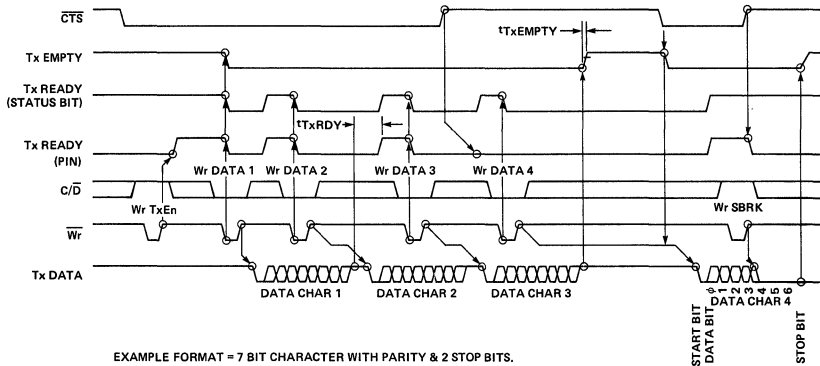 CTS
tTxEMPTY
Tx EMPTY
Tx READY
(STATUS BIT)
tTxRDY
Tx READY
(PIN)
Wr DATA 1 Wr DATA 2 Wr DATA 3 Wr DATA 4
C/D
Wr TxEn Wr SBRK
Wr
Tx DATA
DATA CHAR 1 DATA CHAR 2 DATA CHAR 3 DATA CHAR 4
START BIT
DATA BIT
φ 1 2 3 4 5 6
STOP BIT
EXAMPLE FORMAT = 7 BIT CHARACTER WITH PARITY & 2 STOP BITS.